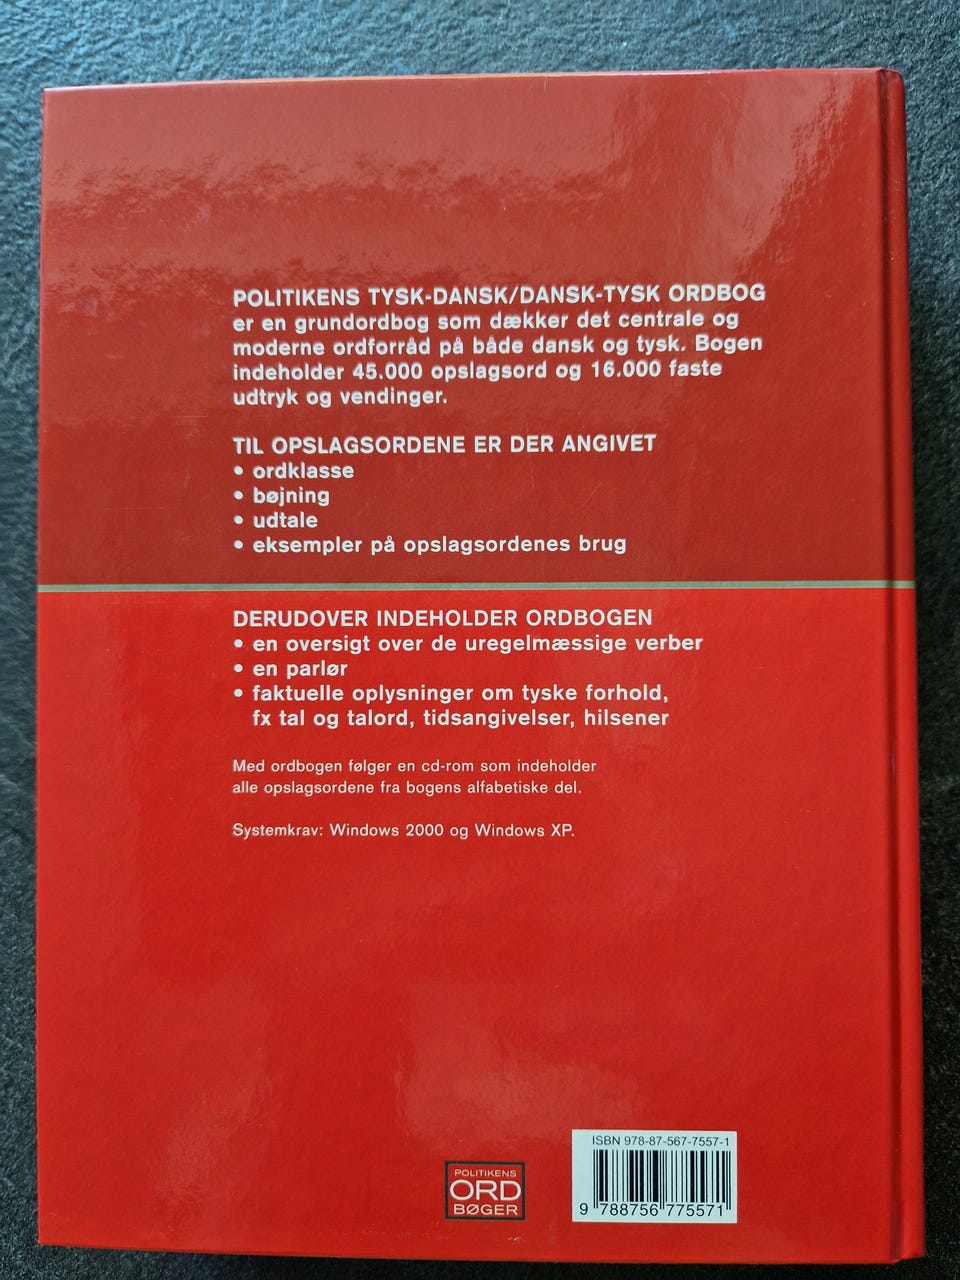 POLITIKENS TYSK-DANSK/DANSK-TYSK ORDBOG
er en grundordbog som dækker det centrale og
moderne ordforråd på både dansk og tysk. Bogen
indeholder 45.000 opslagsord og 16.000 faste
udtryk og vendinger.
TIL OPSLAGSORDENE ER DER ANGIVET
• ordklasse
• bøjning
• udtale
• eksempler på opslagsordenes brug
DERUDOVER INDEHOLDER ORDBOGEN
• en oversigt over de uregelmæssige verber
• en parlør
• faktuelle oplysninger om tyske forhold,
fx tal og talord, tidsangivelser, hilsener
Med ordbogen følger en cd-rom som indeholder
alle opslagsordene fra bogens alfabetiske del.
Systemkrav: Windows 2000 og Windows XP.
POLITIKENS
ORD
BØGER
ISBN 978-87-567-7557-1
9 788756 775571